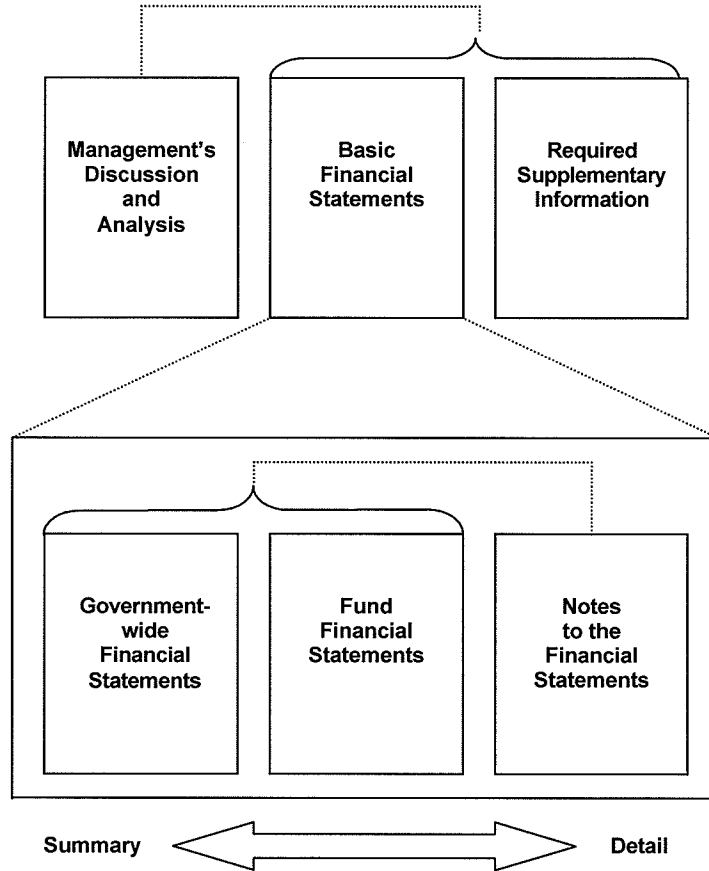 Management's
Discussion
and
Analysis
Basic
Financial
Statements
Required
Supplementary
Information
Government-
wide
Financial
Statements
Fund
Financial
Statements
Notes
to the
Financial
Statements
Summary
Detail